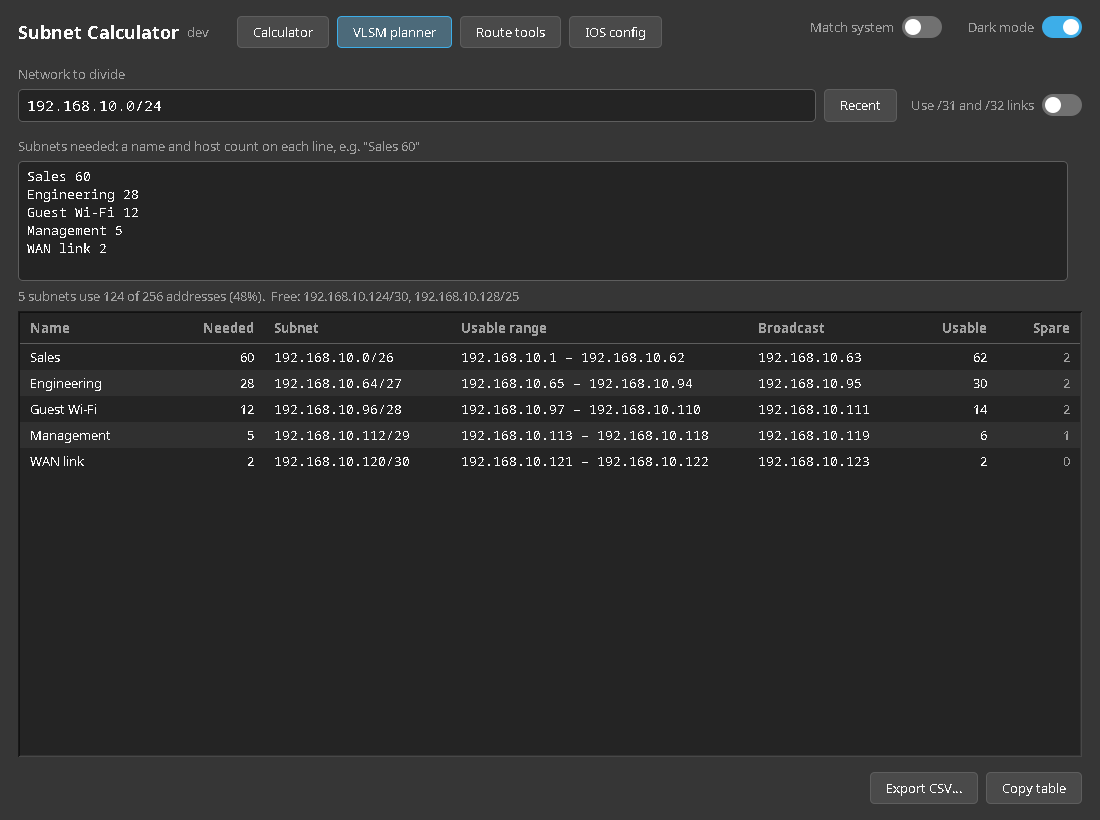 Subnet Calculator dev Calculator VLSM planner Route tools IOS config Match system Dark mode
Network to divide
192.168.10.0/24 Recent Use /31 and /32 links
Subnets needed: a name and host count on each line, e.g. "Sales 60"
Sales 60
Engineering 28
Guest Wi-Fi 12
Management 5
WAN link 2
5 subnets use 124 of 256 addresses (48%).  Free: 192.168.10.124/30, 192.168.10.128/25
Name Needed Subnet Usable range Broadcast Usable Spare
Sales 60 192.168.10.0/26 192.168.10.1 – 192.168.10.62 192.168.10.63 62 2
Engineering 28 192.168.10.64/27 192.168.10.65 – 192.168.10.94 192.168.10.95 30 2
Guest Wi-Fi 12 192.168.10.96/28 192.168.10.97 – 192.168.10.110 192.168.10.111 14 2
Management 5 192.168.10.112/29 192.168.10.113 – 192.168.10.118 192.168.10.119 6 1
WAN link 2 192.168.10.120/30 192.168.10.121 – 192.168.10.122 192.168.10.123 2 0
Export CSV... Copy table